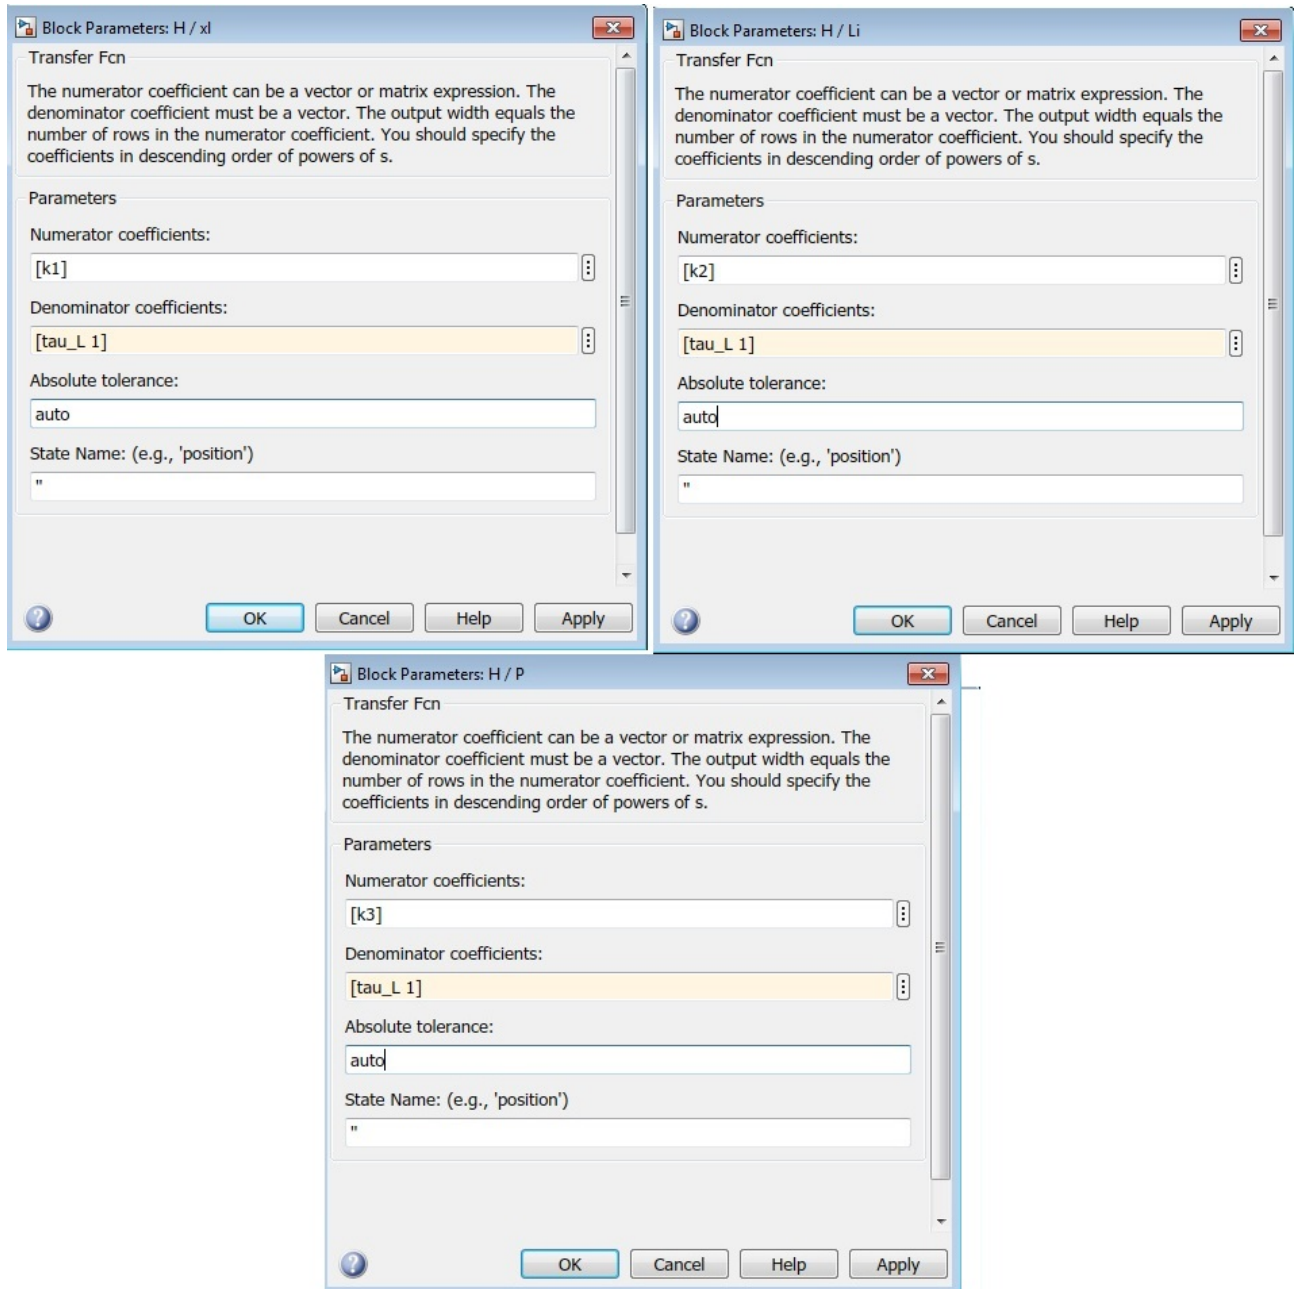 Block Parameters: H / xl
Transfer Fcn
The numerator coefficient can be a vector or matrix expression. The
denominator coefficient must be a vector. The output width equals the
number of rows in the numerator coefficient. You should specify the
coefficients in descending order of powers of s.
Parameters
Numerator coefficients:
[k1]
Denominator coefficients:
[tau_L 1]
Absolute tolerance:
auto
State Name: (e.g., 'position')
''
OK Cancel Help Apply
Block Parameters: H / Li
Transfer Fcn
The numerator coefficient can be a vector or matrix expression. The
denominator coefficient must be a vector. The output width equals the
number of rows in the numerator coefficient. You should specify the
coefficients in descending order of powers of s.
Parameters
Numerator coefficients:
[k2]
Denominator coefficients:
[tau_L 1]
Absolute tolerance:
auto
State Name: (e.g., 'position')
''
OK Cancel Help Apply
Block Parameters: H / P
Transfer Fcn
The numerator coefficient can be a vector or matrix expression. The
denominator coefficient must be a vector. The output width equals the
number of rows in the numerator coefficient. You should specify the
coefficients in descending order of powers of s.
Parameters
Numerator coefficients:
[k3]
Denominator coefficients:
[tau_L 1]
Absolute tolerance:
auto
State Name: (e.g., 'position')
''
OK Cancel Help Apply